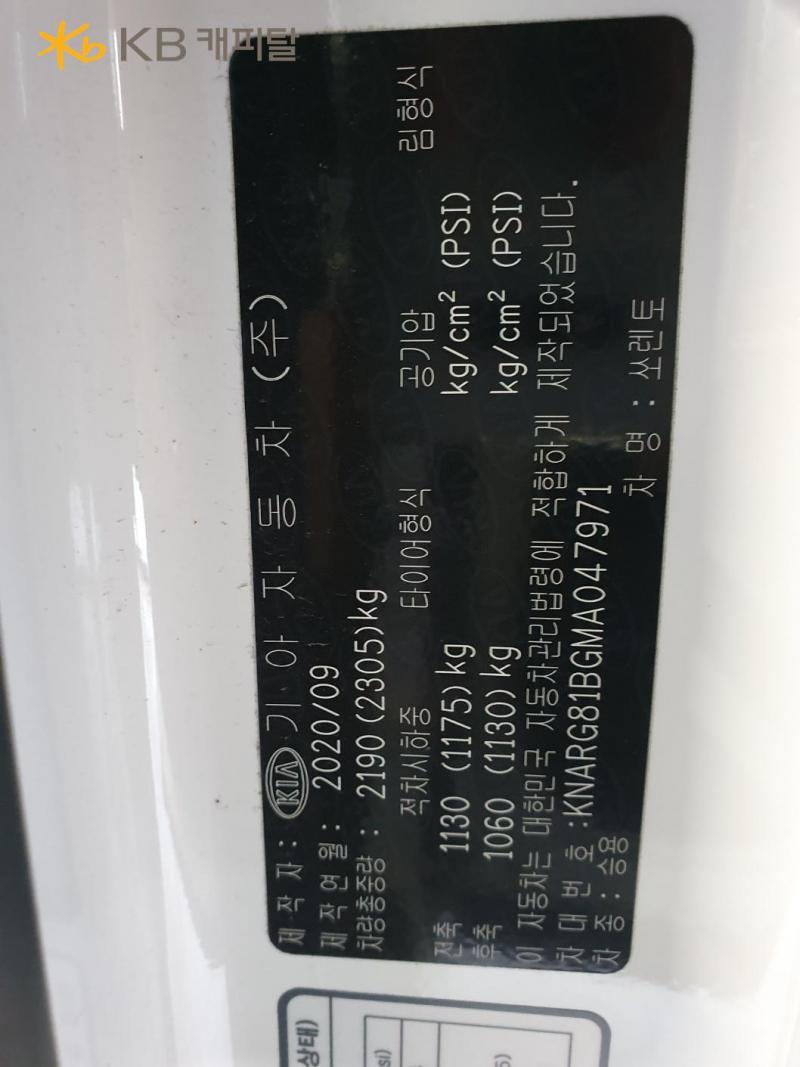 KB 캐피탈
제 작 자 : KIA 기 아 자 동 차 (주)
제 작 연 월 : 2020/09
차량총중량 : 2190(2305)kg
적차시하중 타이어형식 공기압 림형식
전축 1130 (1175)kg kg/cm² (PSI)
후축 1060 (1130)kg kg/cm² (PSI)
이 자동차는 대한민국 자동차관리법령에 적합하게 제작되었습니다.
차 대 번 호 :KNARG81BGMA047971
차 종 : 승용 차 명 : 쏘렌토
상태)
si)